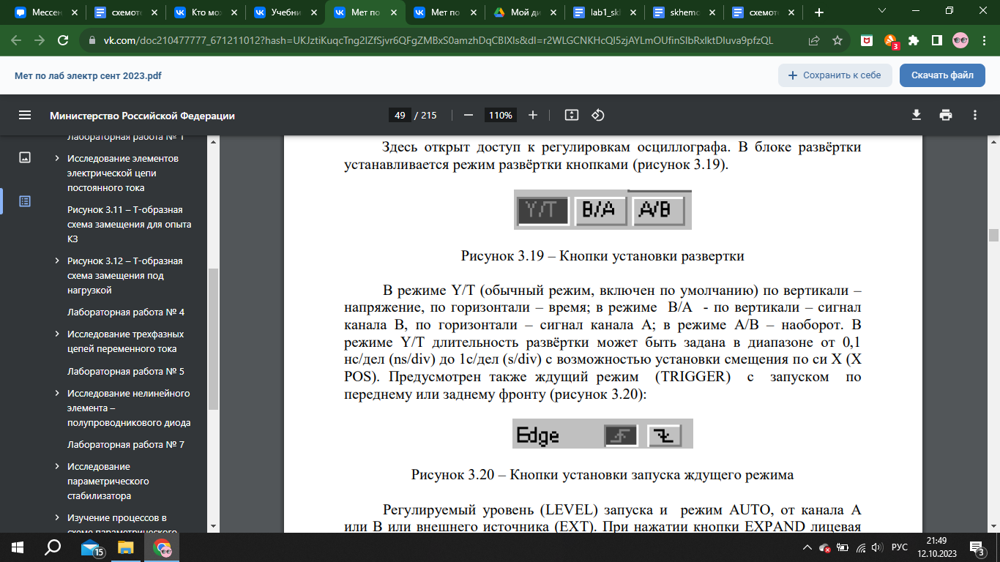 Мессен
схемоте
Кто мож
Учебни
Мет по
Мет по
Мой ди
lab1_skl
skhemo
схемоте
vk.com/doc210477777_671211012?hash=UKJztiKuqcTng2lZfSjvr6QFgZMBxS0amzhDqCBIXIs&dl=r2WLGCNKHcQI5zjAYLmOUfinSIbRxlktDIuva9pfzQL
3
Мет по лаб электр сент 2023.pdf
Сохранить к себе
Скачать файл
Министерство Российской Федерации
49 / 215
110%
Лабораторная работа № 1
Исследование элементов
электрической цепи
постоянного тока
Рисунок 3.11 – Т-образная
схема замещения для опыта
КЗ
Рисунок 3.12 – Т-образная
схема замещения под
нагрузкой
Лабораторная работа № 4
Исследование трехфазных
цепей переменного тока
Лабораторная работа № 5
Исследование нелинейного
элемента –
полупроводникового диода
Лабораторная работа № 7
Исследование
параметрического
стабилизатора
Изучение процессов в
схеме параметрического
Здесь открыт доступ к регулировкам осциллографа. В блоке развёртки
устанавливается режим развёртки кнопками (рисунок 3.19).
Y/T B/A A/B
Рисунок 3.19 – Кнопки установки развертки
В режиме Y/T (обычный режим, включен по умолчанию) по вертикали –
напряжение, по горизонтали – время; в режиме B/A - по вертикали – сигнал
канала B, по горизонтали – сигнал канала A; в режиме A/B – наоборот. В
режиме Y/T длительность развёртки может быть задана в диапазоне от 0,1
нс/дел (ns/div) до 1с/дел (s/div) с возможностью установки смещения по си X (X
POS). Предусмотрен также ждущий режим (TRIGGER) с запуском по
переднему или заднему фронту (рисунок 3.20):
Edge
Рисунок 3.20 – Кнопки установки запуска ждущего режима
Регулируемый уровень (LEVEL) запуска и режим AUTO, от канала A
или B или внешнего источника (EXT). При нажатии кнопки EXPAND лицевая
15
РУС
21:49
12.10.2023
3